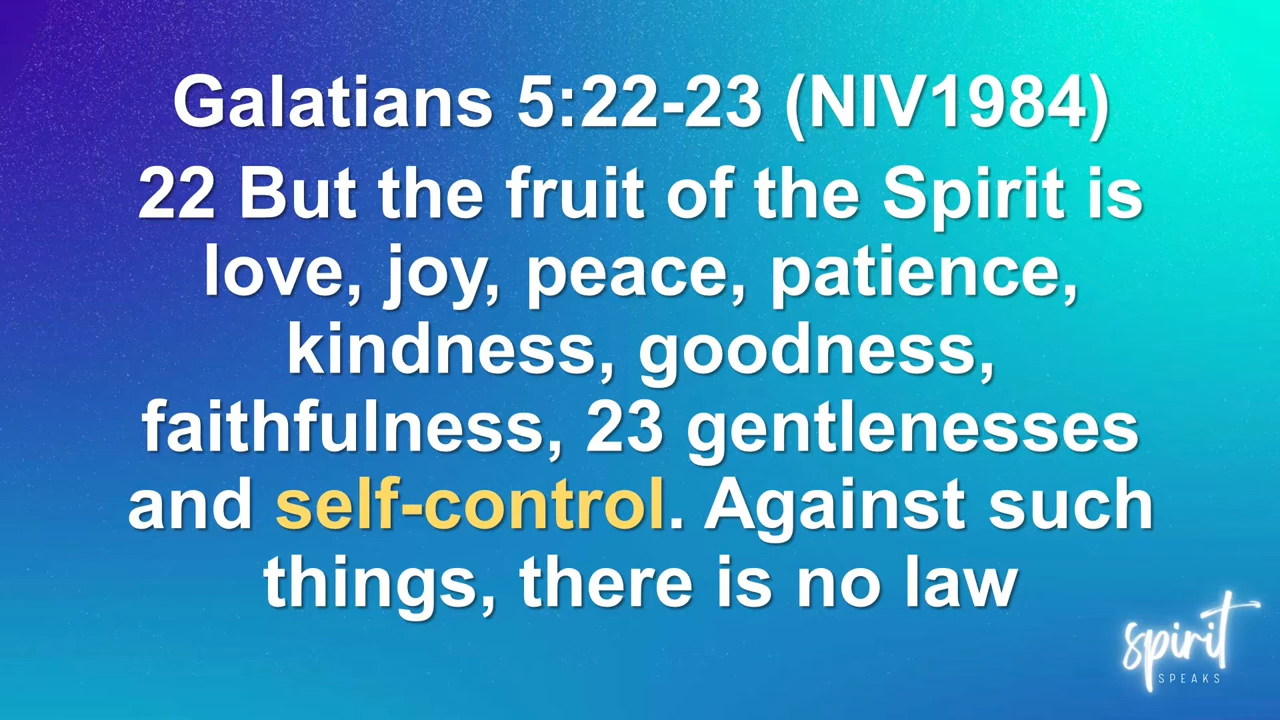 Galatians 5:22-23 (NIV1984)
22 But the fruit of the Spirit is
love, joy, peace, patience,
kindness, goodness,
faithfulness, 23 gentlenesses
and self-control. Against such
things, there is no law
spirit
SPEAKS